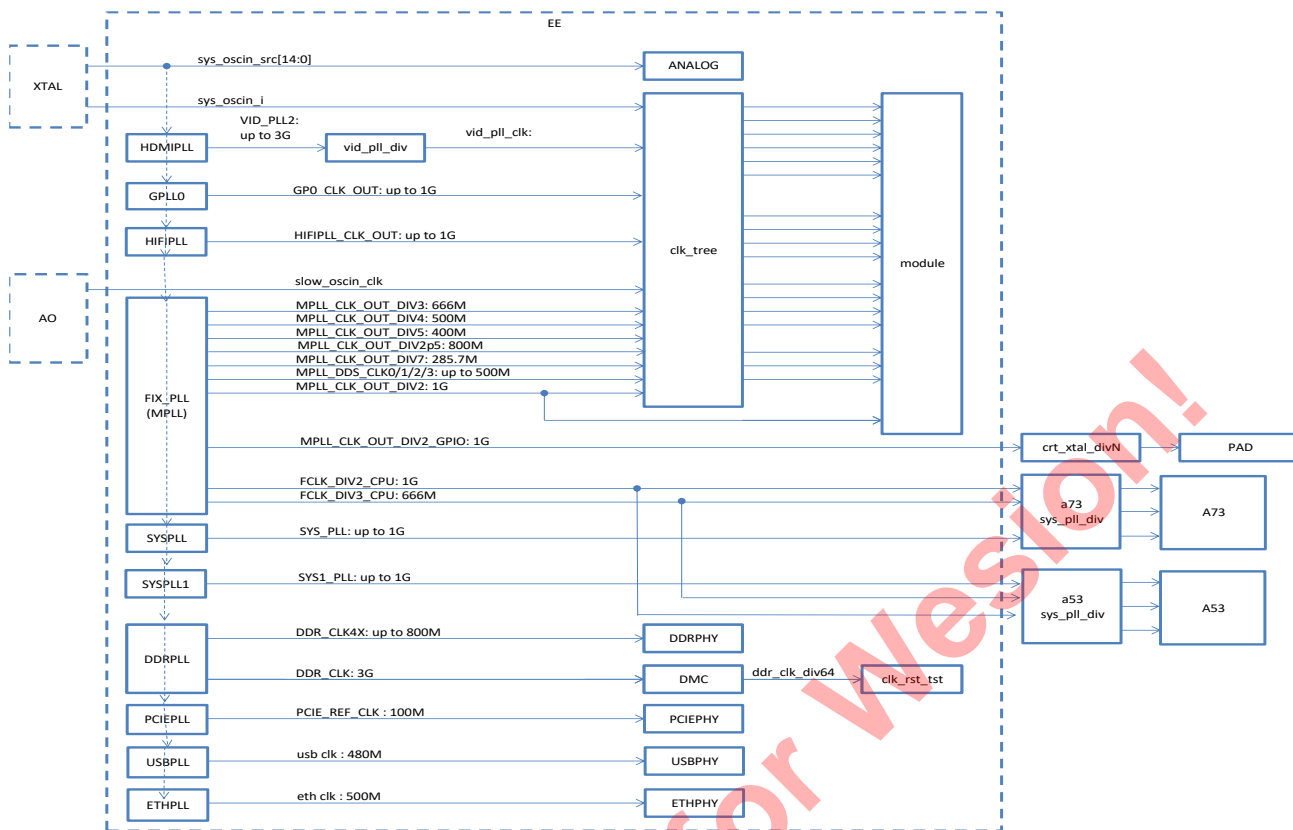 EE
sys_oscin_src[14:0]
XTAL
ANALOG
sys_oscin_i
VID_PLL2:
up to 3G
vid_pll_clk:
HDMIPLL
vid_pll_div
GPLL0
GP0_CLK_OUT: up to 1G
HIFIPLL
HIFIPLL_CLK_OUT: up to 1G
clk_tree
module
slow_oscin_clk
AO
MPLL_CLK_OUT_DIV3: 666M
MPLL_CLK_OUT_DIV4: 500M
MPLL_CLK_OUT_DIV5: 400M
MPLL_CLK_OUT_DIV2p5: 800M
MPLL_CLK_OUT_DIV7: 285.7M
MPLL_DDS_CLK0/1/2/3: up to 500M
MPLL_CLK_OUT_DIV2: 1G
FIX_PLL
(MPLL)
MPLL_CLK_OUT_DIV2_GPIO: 1G
crt_xtal_divN
PAD
FCLK_DIV2_CPU: 1G
FCLK_DIV3_CPU: 666M
a73
sys_pll_div
A73
SYSPLL
SYS_PLL: up to 1G
SYSPLL1
SYS1_PLL: up to 1G
a53
sys_pll_div
A53
DDRPLL
DDR_CLK4X: up to 800M
DDRPHY
DDR_CLK: 3G
DMC
ddr_clk_div64
clk_rst_tst
PCIEPLL
PCIE_REF_CLK : 100M
PCIEPHY
USBPLL
usb clk : 480M
USBPHY
ETHPLL
eth clk : 500M
ETHPHY
or Wesion!